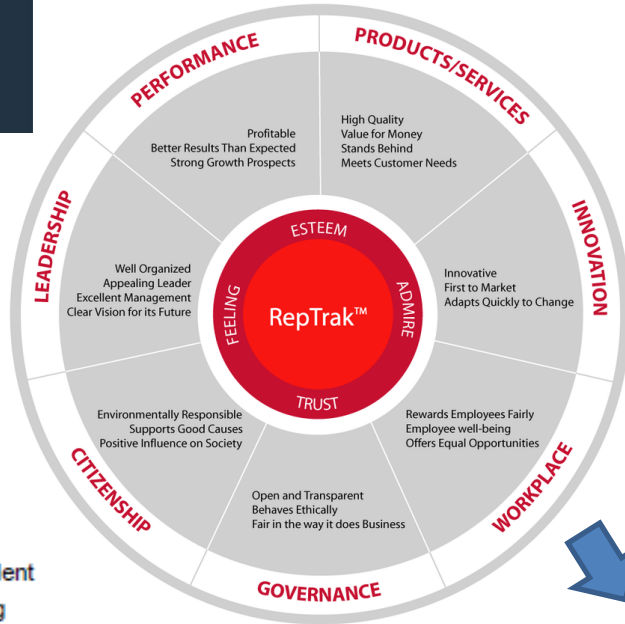 PERFORMANCE
PRODUCTS/SERVICES
Profitable
Better Results Than Expected
Strong Growth Prospects
High Quality
Value for Money
Stands Behind
Meets Customer Needs
LEADERSHIP
INNOVATION
Well Organized
Appealing Leader
Excellent Management
Clear Vision for its Future
ESTEEM
FEELING
RepTrak™
ADMIRE
TRUST
Innovative
First to Market
Adapts Quickly to Change
Environmentally Responsible
Supports Good Causes
Positive Influence on Society
Rewards Employees Fairly
Employee well-being
Offers Equal Opportunities
CITIZENSHIP
Open and Transparent
Behaves Ethically
Fair in the way it does Business
WORKPLACE
GOVERNANCE